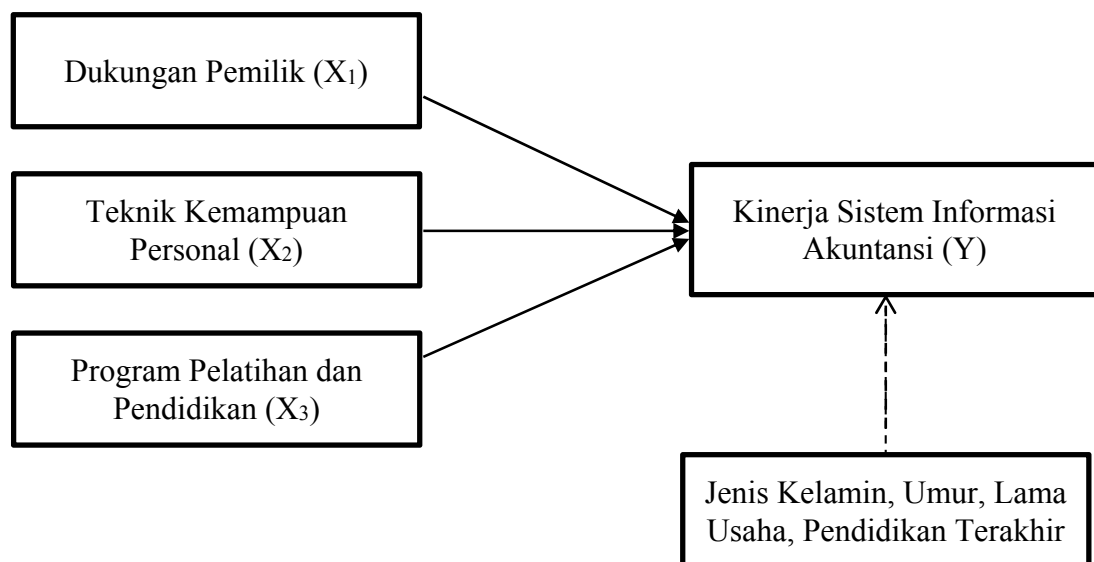 Dukungan Pemilik (X₁)
Teknik Kemampuan
Personal (X₂)
Program Pelatihan dan
Pendidikan (X₃)
Kinerja Sistem Informasi
Akuntansi (Y)
Jenis Kelamin, Umur, Lama
Usaha, Pendidikan Terakhir